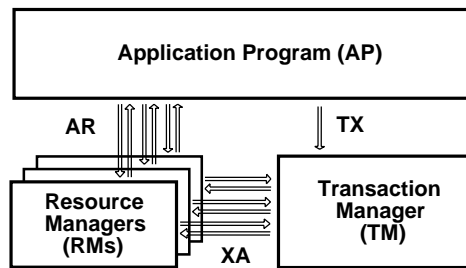 Application Program (AP)
AR
TX
Resource
Managers
(RMs)
Transaction
Manager
(TM)
XA